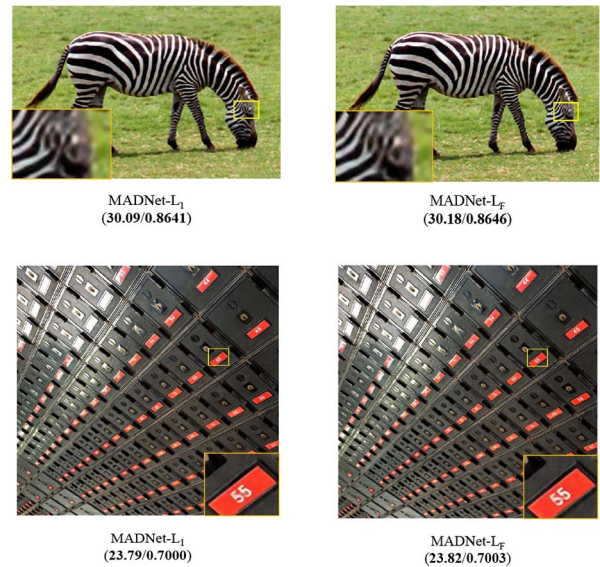 MADNet-L1
(30.09/0.8641)
MADNet-LF
(30.18/0.8646)
55
55
MADNet-L1
(23.79/0.7000)
MADNet-LF
(23.82/0.7003)